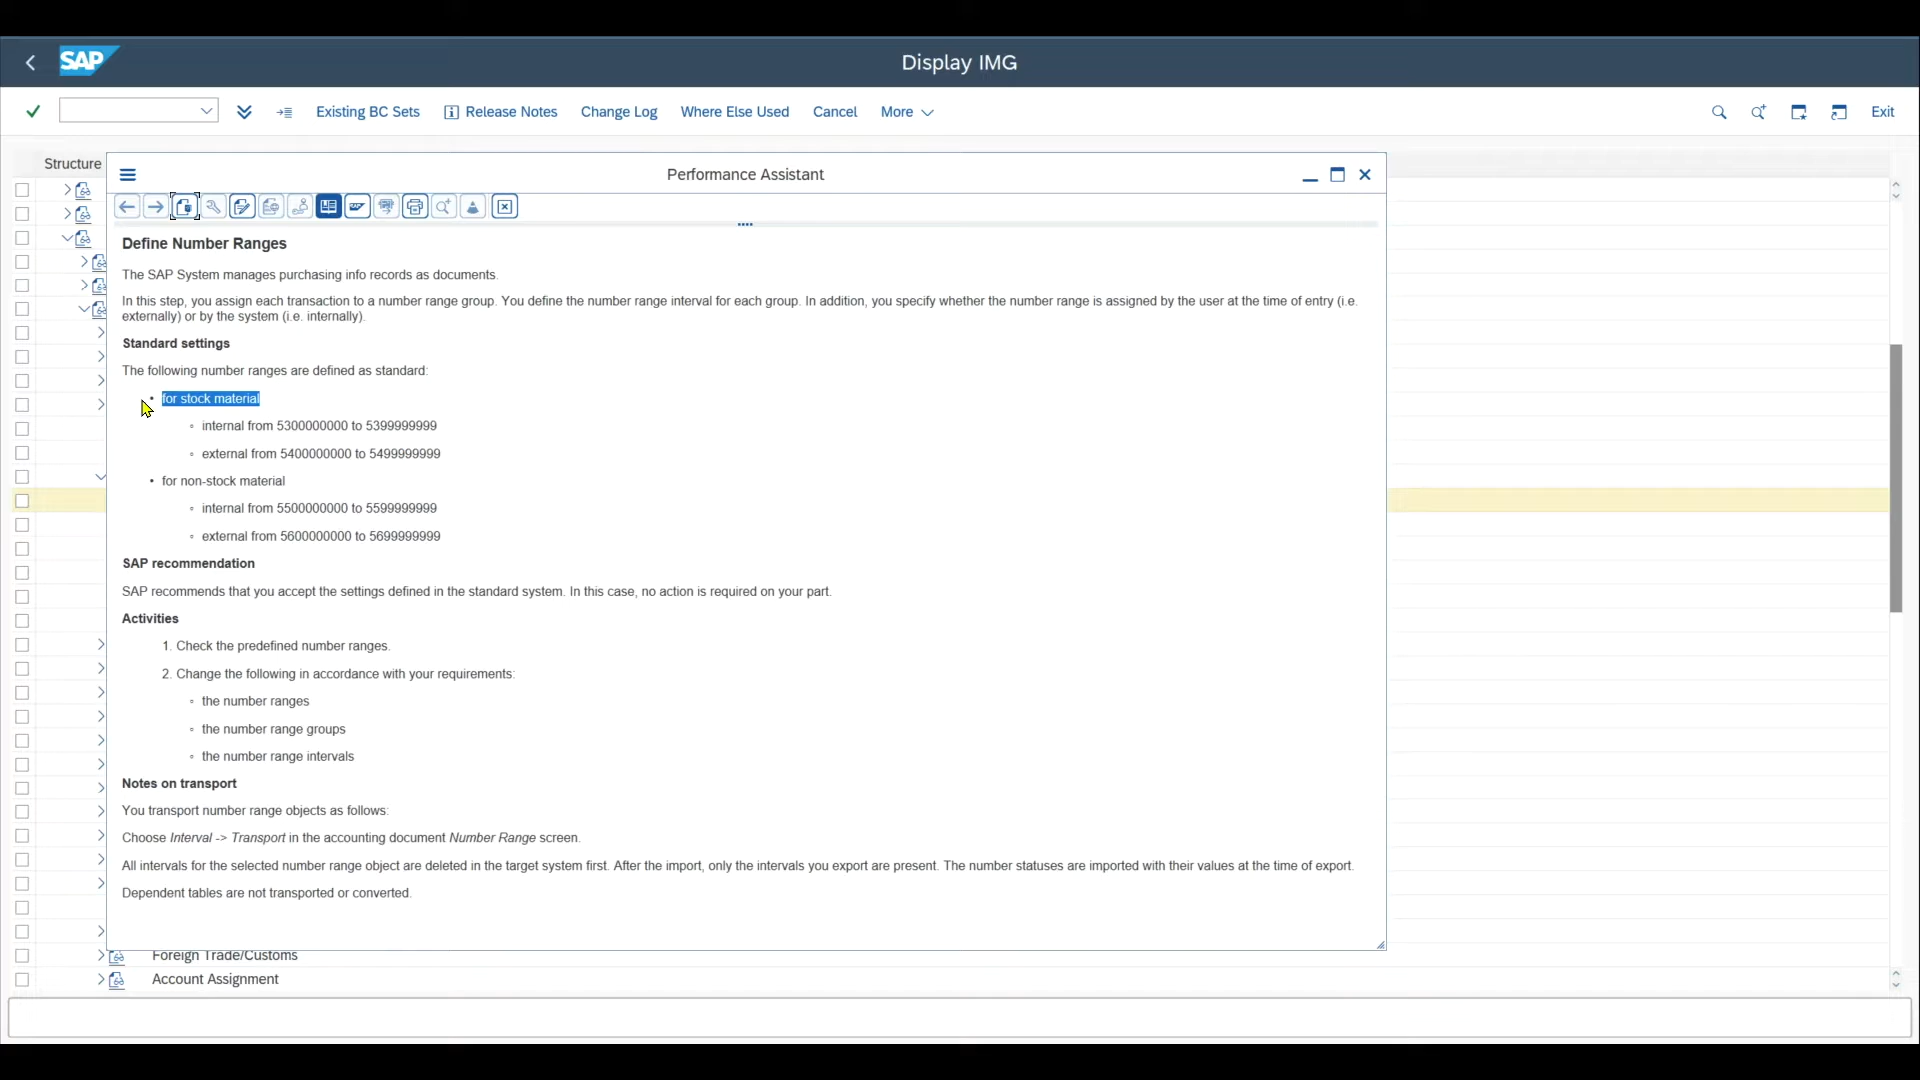 SAP
Display IMG
Existing BC Sets
Release Notes
Change Log
Where Else Used
Cancel
More
Exit
Structure
Performance Assistant
Define Number Ranges
The SAP System manages purchasing info records as documents.
In this step, you assign each transaction to a number range group. You define the number range interval for each group. In addition, you specify whether the number range is assigned by the user at the time of entry (i.e.
externally) or by the system (i.e. internally).
Standard settings
The following number ranges are defined as standard:
• for stock material
◦ internal from 5300000000 to 5399999999
◦ external from 5400000000 to 5499999999
• for non-stock material
◦ internal from 5500000000 to 5599999999
◦ external from 5600000000 to 5699999999
SAP recommendation
SAP recommends that you accept the settings defined in the standard system. In this case, no action is required on your part.
Activities
1. Check the predefined number ranges.
2. Change the following in accordance with your requirements:
◦ the number ranges
◦ the number range groups
◦ the number range intervals
Notes on transport
You transport number range objects as follows:
Choose Interval -> Transport in the accounting document Number Range screen.
All intervals for the selected number range object are deleted in the target system first. After the import, only the intervals you export are present. The number statuses are imported with their values at the time of export.
Dependent tables are not transported or converted.
Foreign Trade/Customs
Account Assignment